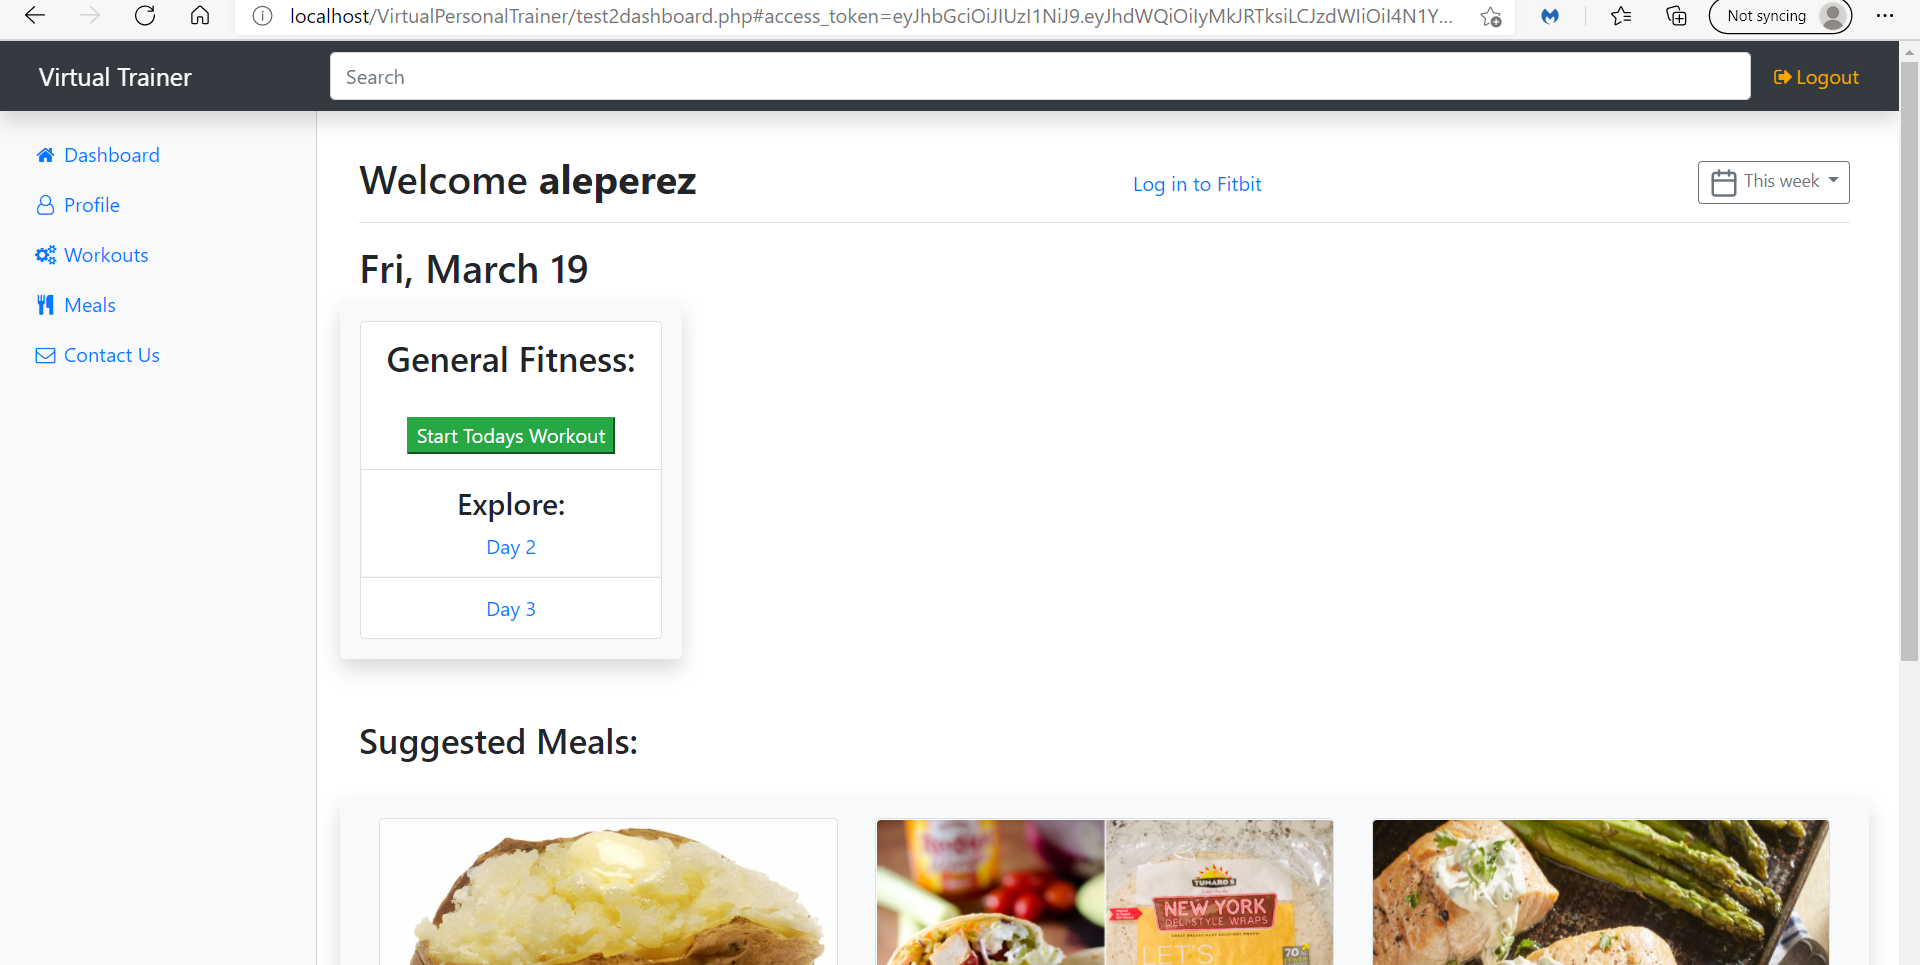 localhost/VirtualPersonalTrainer/test2dashboard.php#access_token=eyJhbGciOiJIUzI1NiJ9.eyJhdWQiOiIyMkJRTksiLCJzdWIiOiI4N1Y...
Not syncing
Virtual Trainer
Search
Logout
Dashboard
Profile
Workouts
Meals
Contact Us
Welcome aleperez
Log in to Fitbit
This week
Fri, March 19
General Fitness:
Start Todays Workout
Explore:
Day 2
Day 3
Suggested Meals:
TUMARO'S
NEW YORK
DELI-STYLE WRAPS
LET'S
70